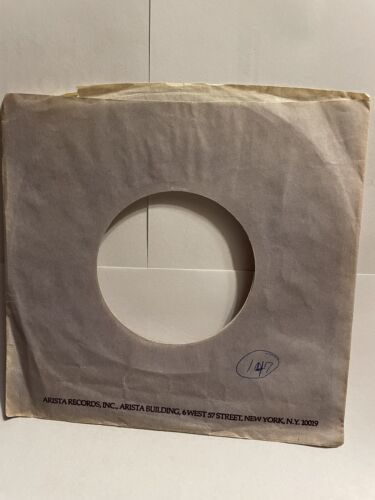 ARISTA RECORDS, INC., ARISTA BUILDING, 6 WEST 57 STREET, NEW YORK, N.Y. 10019